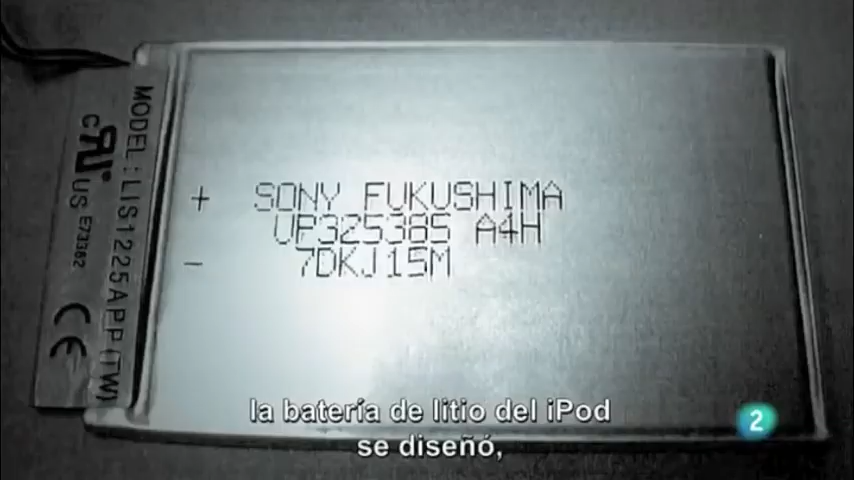 MODEL: LIS1225APP(TW)
c RU US E73382
CE
+ SONY FUKUSHIMA
UP325385 A4H
- 7DKJ15M
la batería de litio del iPod
se diseñó,
2